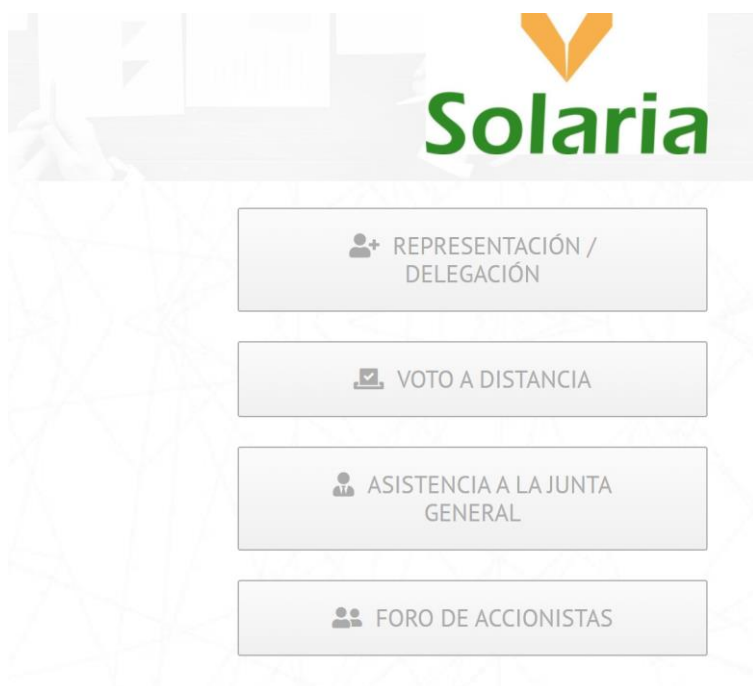 Solaria
REPRESENTACIÓN /
DELEGACIÓN
VOTO A DISTANCIA
ASISTENCIA A LA JUNTA
GENERAL
FORO DE ACCIONISTAS